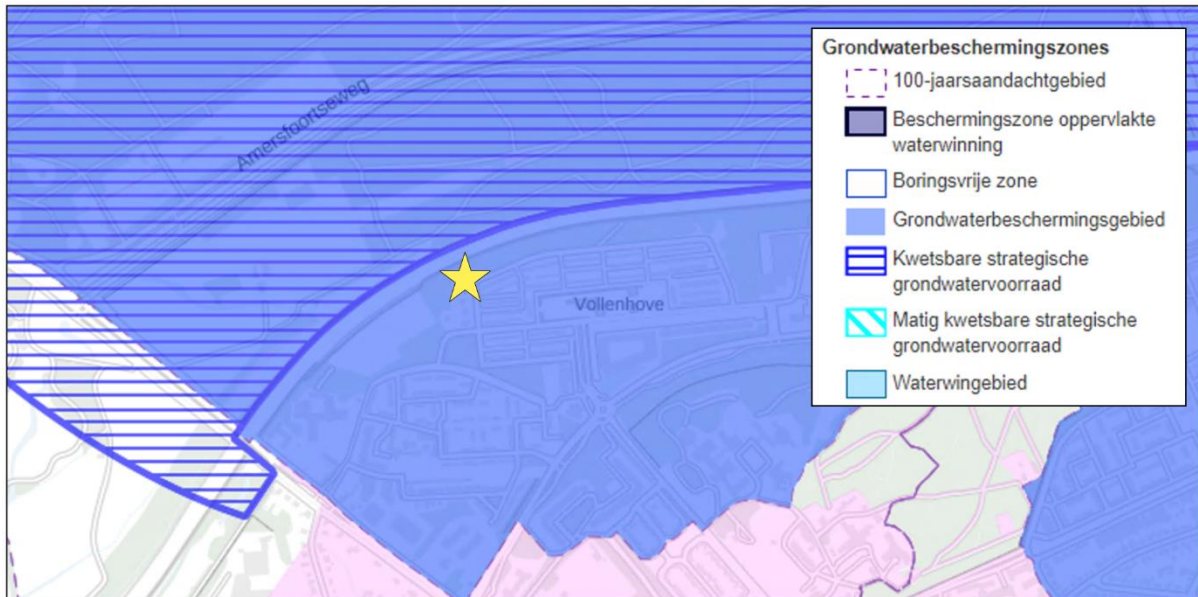 Amersfoortseweg
Vollenhove
Grondwaterbeschermingszones
100-jaarsaandachtgebied
Beschermingszone oppervlakte
waterwinning
Boringsvrije zone
Grondwaterbeschermingsgebied
Kwetsbare strategische
grondwatervoorraad
Matig kwetsbare strategische
grondwatervoorraad
Waterwingebied